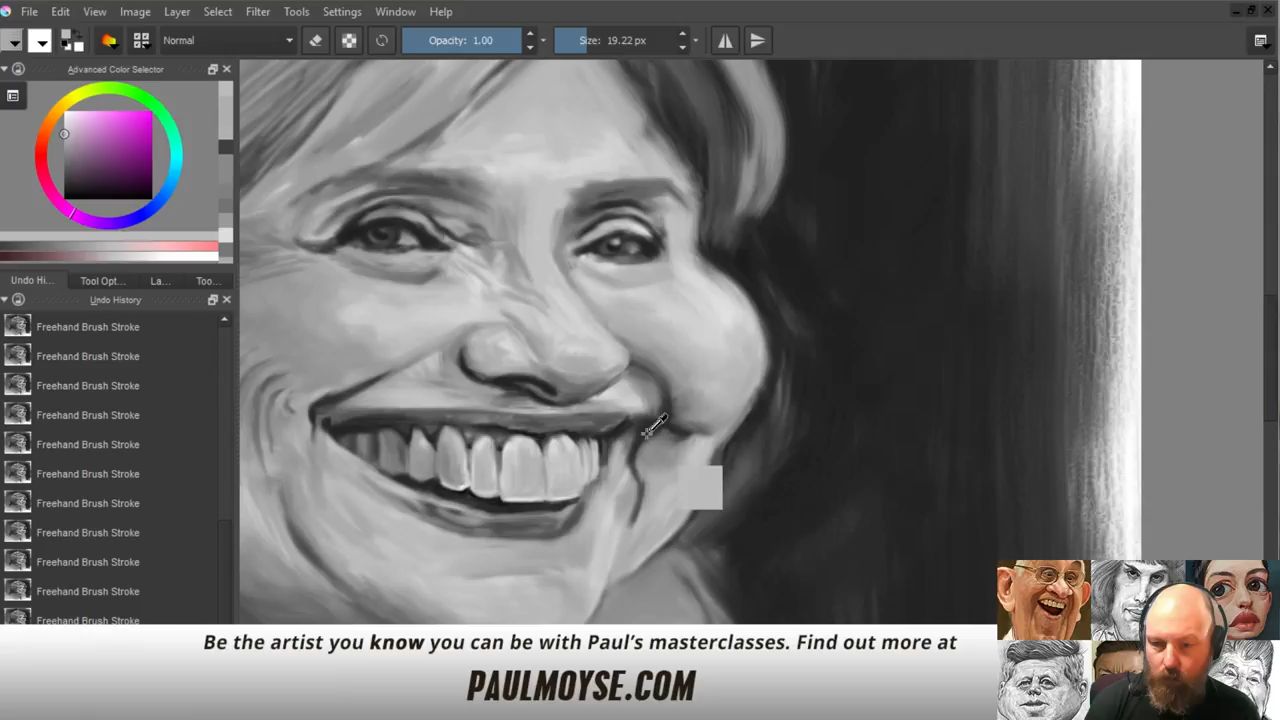 File Edit View Image Layer Select Filter Tools Settings Window Help
Normal Opacity: 1.00 Size: 19.22 px
Advanced Color Selector
Undo Hi... Tool Opt... La... Too...
Undo History
Freehand Brush Stroke
Freehand Brush Stroke
Freehand Brush Stroke
Freehand Brush Stroke
Freehand Brush Stroke
Freehand Brush Stroke
Freehand Brush Stroke
Freehand Brush Stroke
Freehand Brush Stroke
Freehand Brush Stroke
Freehand Brush Stroke
Be the artist you know you can be with Paul's masterclasses. Find out more at
PAULMOYSE.COM